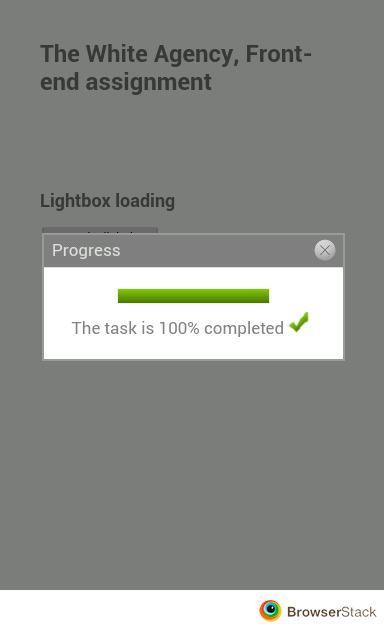 The White Agency, Front-
end assignment
Lightbox loading
Progress
The task is 100% completed
BrowserStack